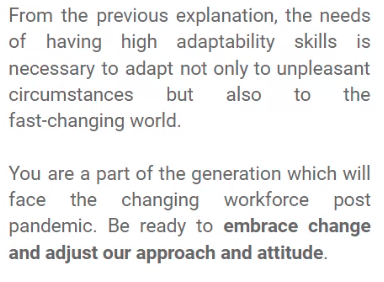 From the previous explanation, the needs
of having high adaptability skills is
necessary to adapt not only to unpleasant
circumstances but also to the
fast-changing world.
You are a part of the generation which will
face the changing workforce post
pandemic. Be ready to embrace change
and adjust our approach and attitude.